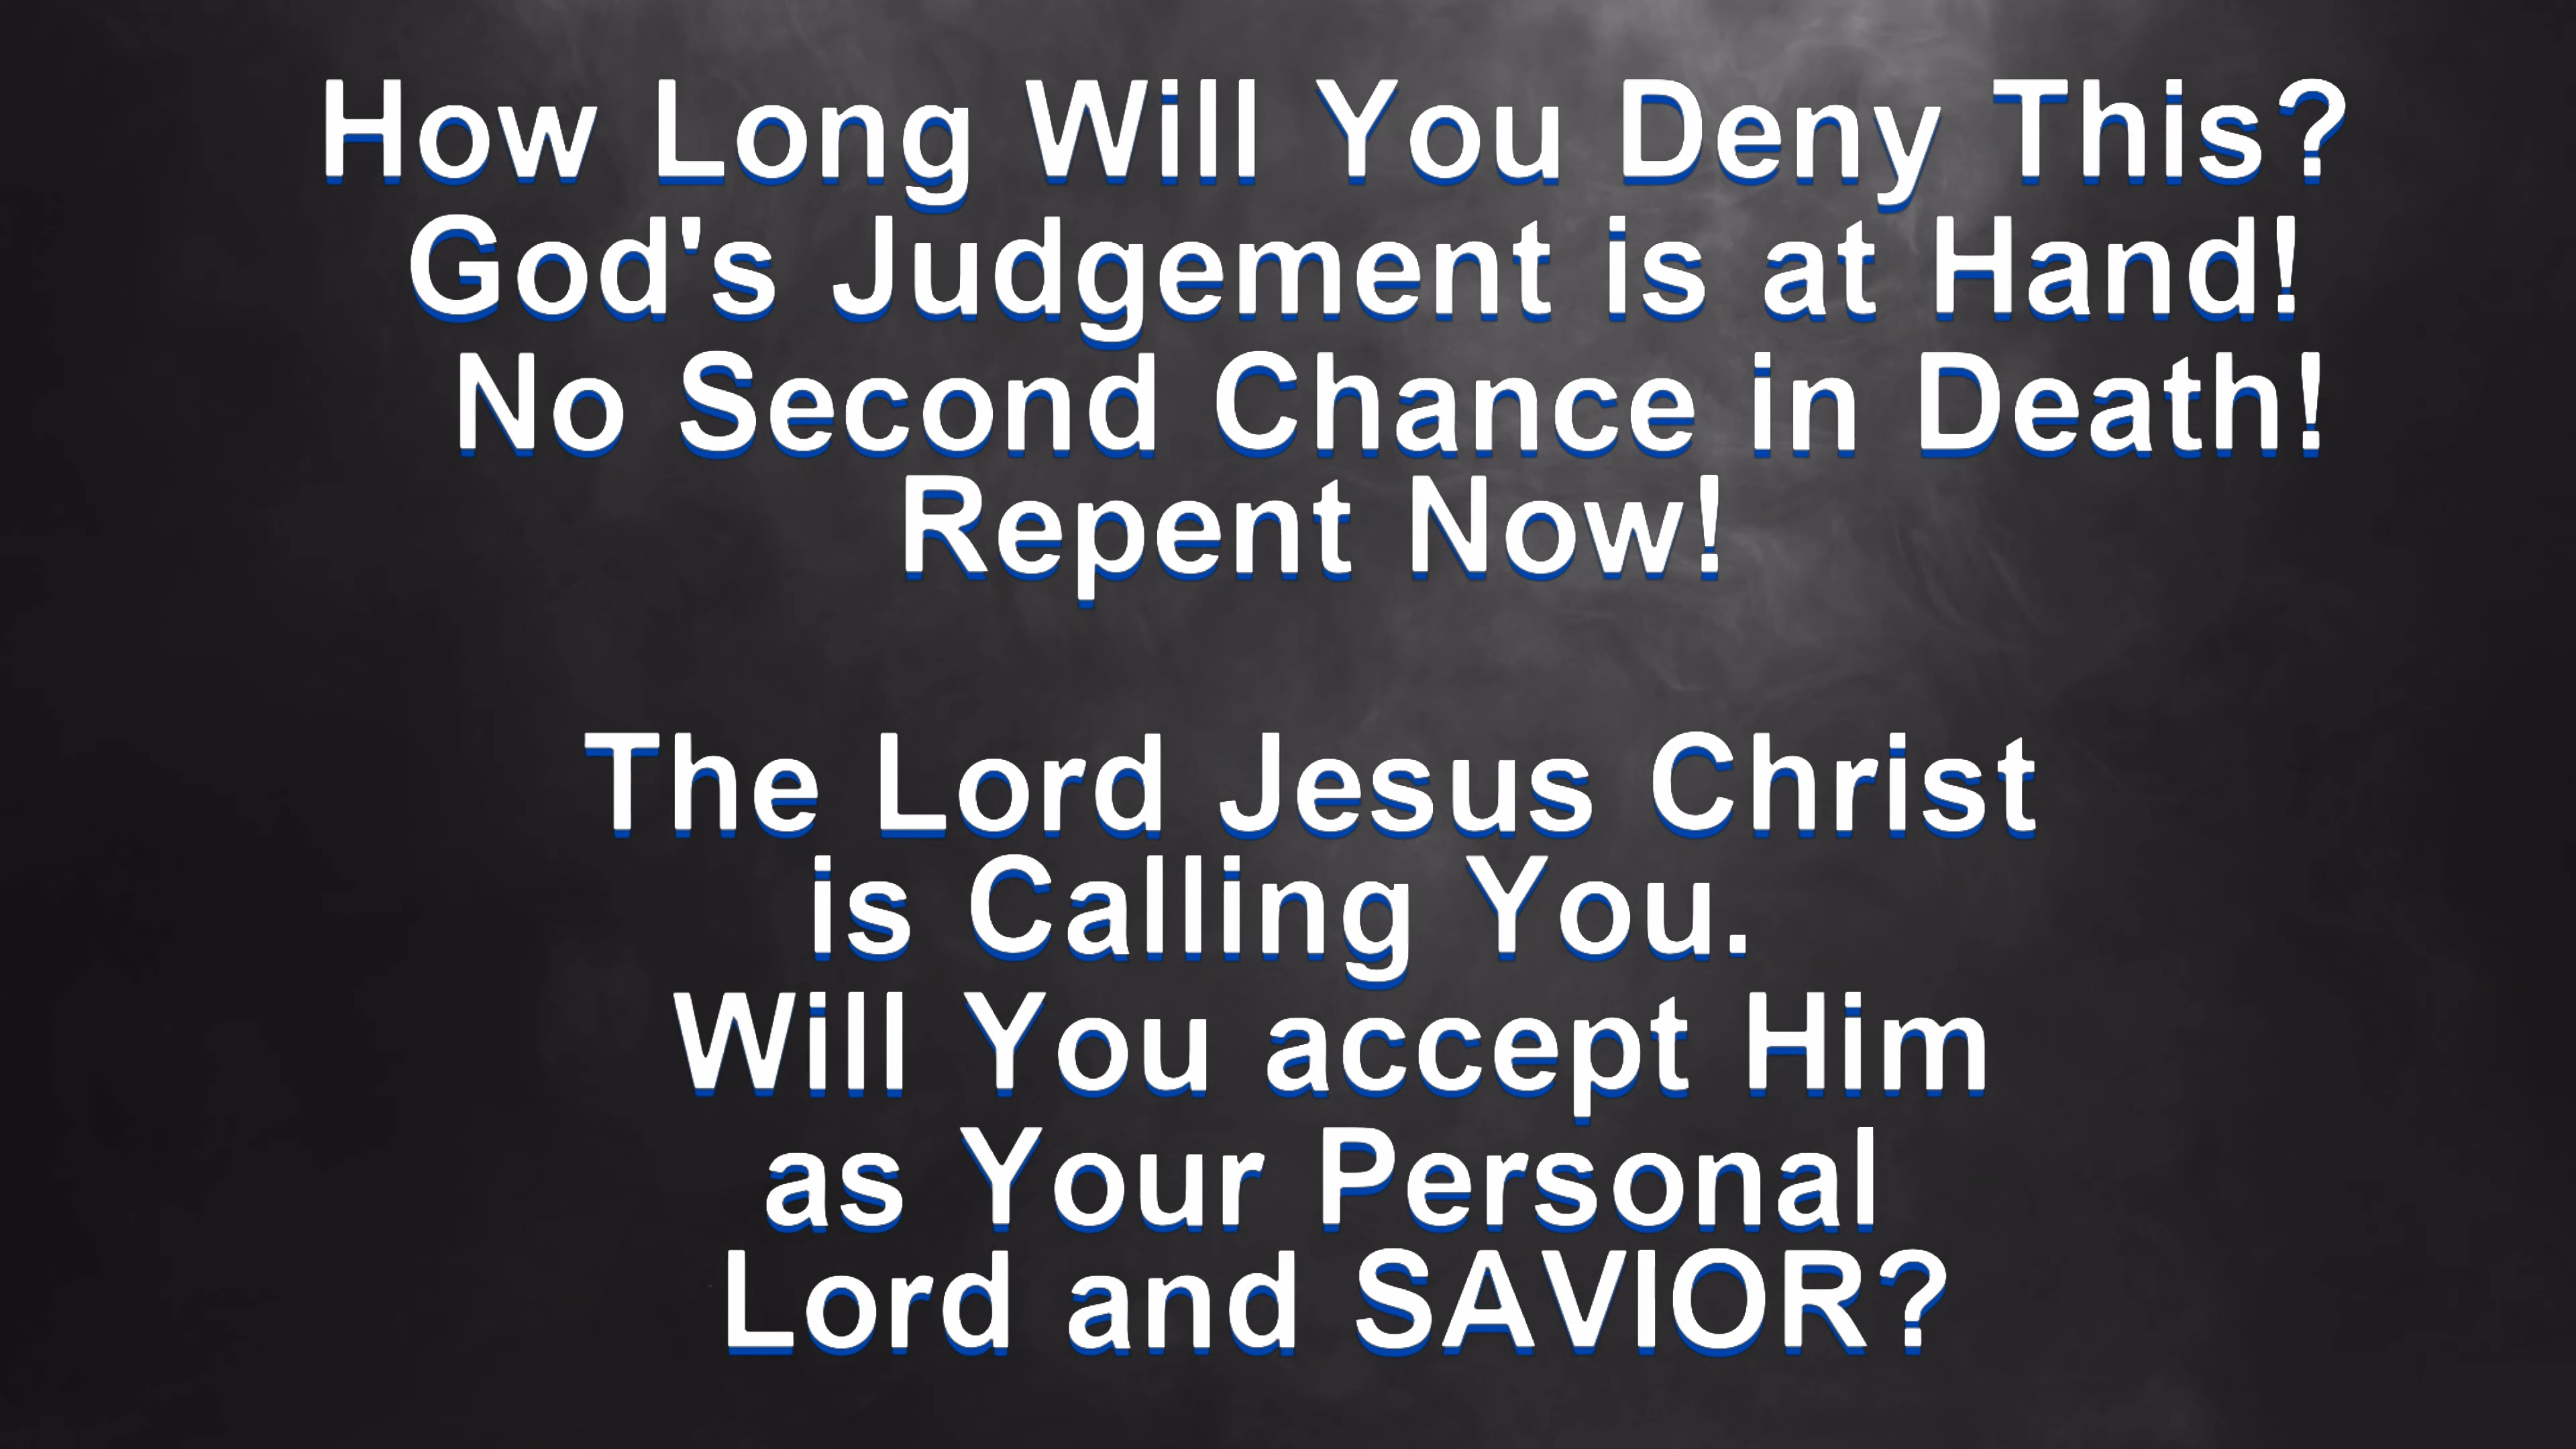 How Long Will You Deny This?
God's Judgement is at Hand!
No Second Chance in Death!
Repent Now!
The Lord Jesus Christ
is Calling You.
Will You accept Him
as Your Personal
Lord and SAVIOR?